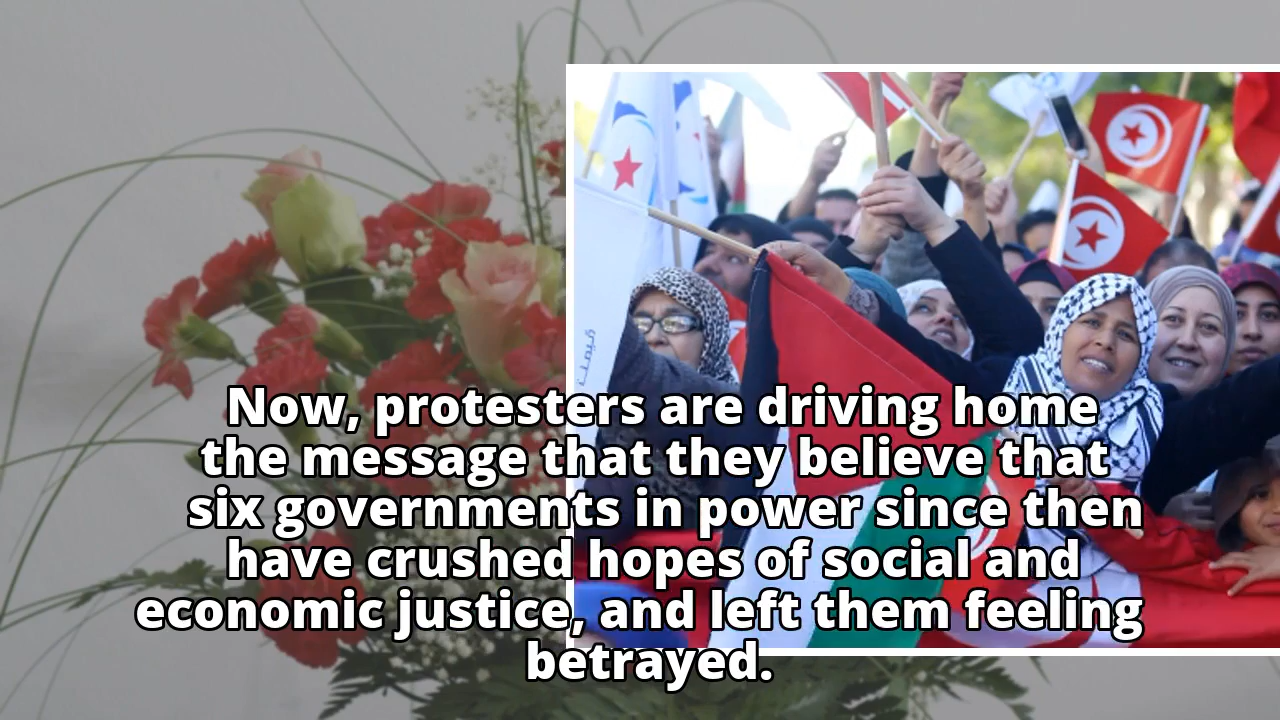 Now, protesters are driving home
the message that they believe that
six governments in power since then
have crushed hopes of social and
economic justice, and left them feeling
betrayed.